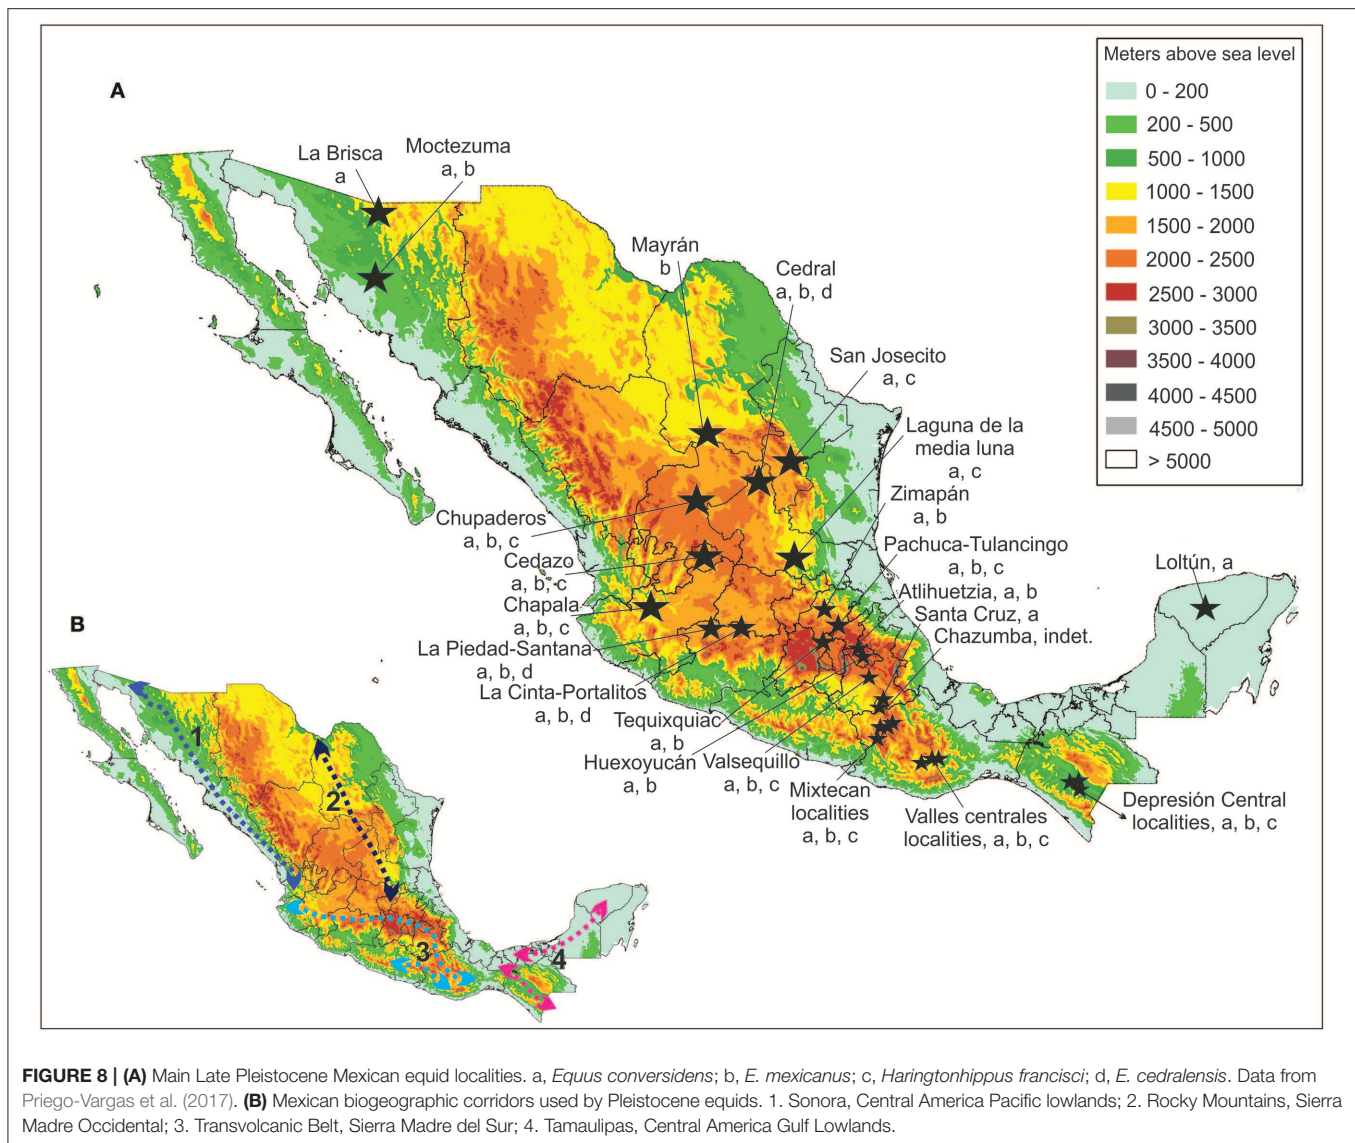 A
Meters above sea level
0 - 200
200 - 500
500 - 1000
1000 - 1500
1500 - 2000
2000 - 2500
2500 - 3000
3000 - 3500
3500 - 4000
4000 - 4500
4500 - 5000
> 5000
La Brisca
a
Moctezuma
a, b
Mayrán
b
Cedral
a, b, d
San Josecito
a, c
Laguna de la
media luna
a, c
Zimapán
a, b
Pachuca-Tulancingo
a, b, c
Atlihuetzia, a, b
Santa Cruz, a
Chazumba, indet.
Loltún, a
Chupaderos
a, b, c
Cedazo
a, b, c
Chapala
a, b, c
La Piedad-Santana
a, b, d
La Cinta-Portalitos
a, b, d
Tequixquiac
a, b
Huexoyucán
a, b
Valsequillo
a, b, c
Mixtecan
localities
a, b, c
Valles centrales
localities, a, b, c
Depresión Central
localities, a, b, c
B
1
2
3
4
FIGURE 8 | (A) Main Late Pleistocene Mexican equid localities. a, Equus conversidens; b, E. mexicanus; c, Haringtonhippus francisci; d, E. cedralensis. Data from
Priego-Vargas et al. (2017). (B) Mexican biogeographic corridors used by Pleistocene equids. 1. Sonora, Central America Pacific lowlands; 2. Rocky Mountains, Sierra
Madre Occidental; 3. Transvolcanic Belt, Sierra Madre del Sur; 4. Tamaulipas, Central America Gulf Lowlands.